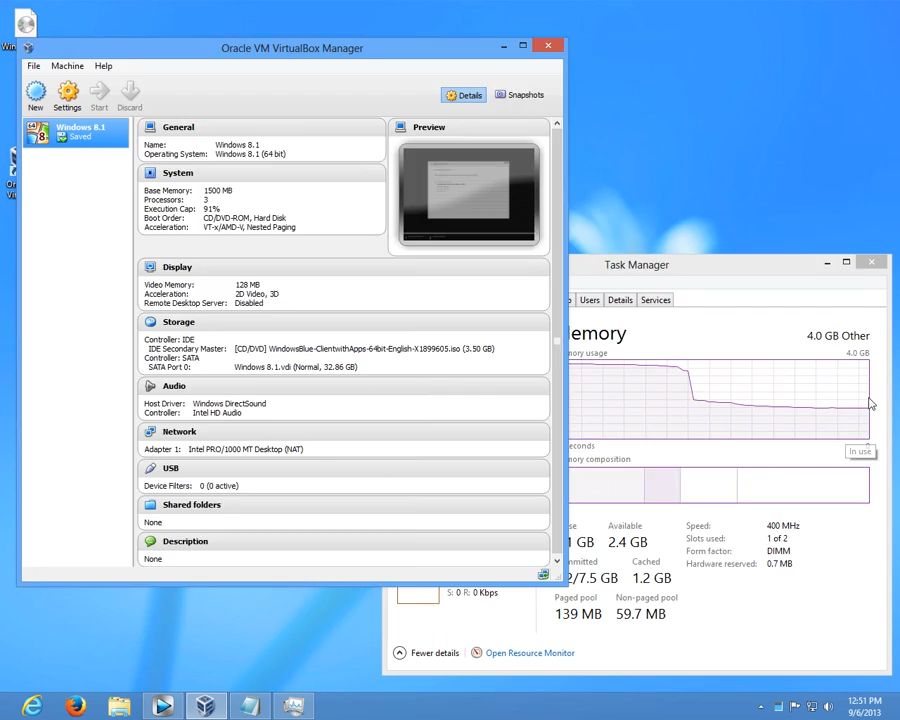 Oracle VM VirtualBox Manager
File Machine Help
New Settings Start Discard
Details Snapshots
Windows 8.1
Saved
General
Name: Windows 8.1
Operating System: Windows 8.1 (64 bit)
System
Base Memory: 1500 MB
Processors: 3
Execution Cap: 91%
Boot Order: CD/DVD-ROM, Hard Disk
Acceleration: VT-x/AMD-V, Nested Paging
Preview
Display
Video Memory: 128 MB
Acceleration: 2D Video, 3D
Remote Desktop Server: Disabled
Storage
Controller: IDE
IDE Secondary Master: [CD/DVD] WindowsBlue-ClientwithApps-64bit-English-X1899605.iso (3.50 GB)
Controller: SATA
SATA Port 0: Windows 8.1.vdi (Normal, 32.86 GB)
Audio
Host Driver: Windows DirectSound
Controller: Intel HD Audio
Network
Adapter 1: Intel PRO/1000 MT Desktop (NAT)
USB
Device Filters: 0 (0 active)
Shared folders
None
Description
None
Task Manager
Users Details Services
emory 4.0 GB Other
mory usage 4.0 GB
econds
In use
mory composition
se Available
GB 2.4 GB
mmitted Cached
2/7.5 GB 1.2 GB
Paged pool Non-paged pool
139 MB 59.7 MB
Speed: 400 MHz
Slots used: 1 of 2
Form factor: DIMM
Hardware reserved: 0.7 MB
S: 0 R: 0 Kbps
Fewer details Open Resource Monitor
12:51 PM
9/6/2013